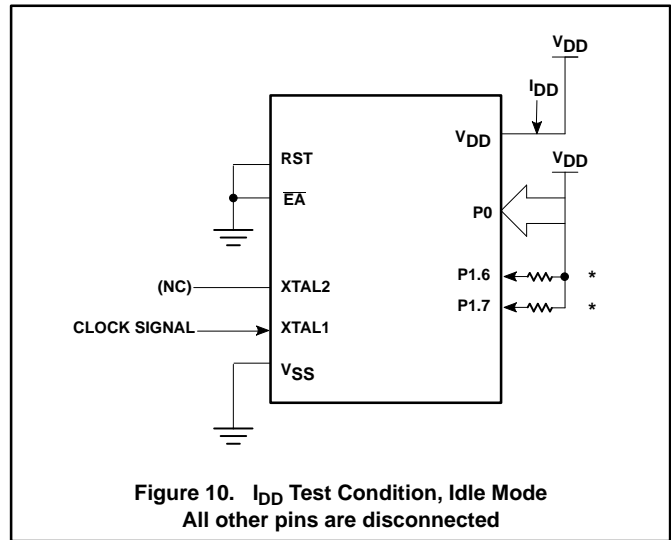 VDD
IDD
VDD
VDD
RST
EA
P0
P1.6 *
(NC) XTAL2
P1.7 *
CLOCK SIGNAL XTAL1
VSS
Figure 10. IDD Test Condition, Idle Mode
All other pins are disconnected